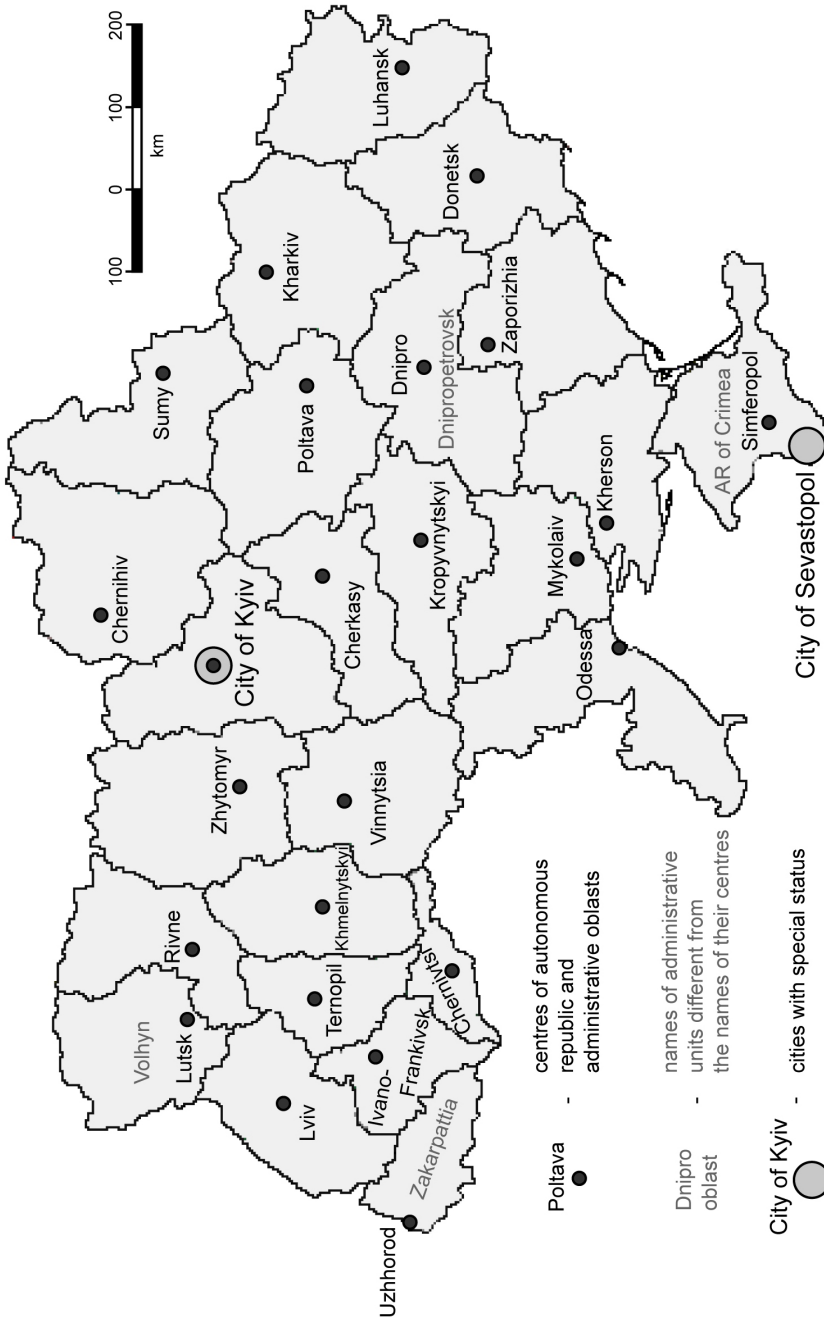 100 0 100 200
km
Chernihiv
Volhyn
Sumy
Rivne
Lutsk
Zhytomyr
City of Kyiv
Kharkiv
Lviv
Poltava
Ternopil
Khmelnytskyi
Cherkasy
Vinnytsia
Luhansk
Ivano-
Frankivsk
Uzhhorod
Zakarpattia
Chernivtsi
Dnipro
Dnipropetrovsk
Kropyvnytskyi
Donetsk
Zaporizhia
Mykolaiv
Odessa
Kherson
AR of Crimea
Simferopol
City of Sevastopol
Poltava - centres of autonomous
republic and
administrative oblasts
Dnipro
oblast - names of administrative
units different from
the names of their centres
City of Kyiv - cities with special status